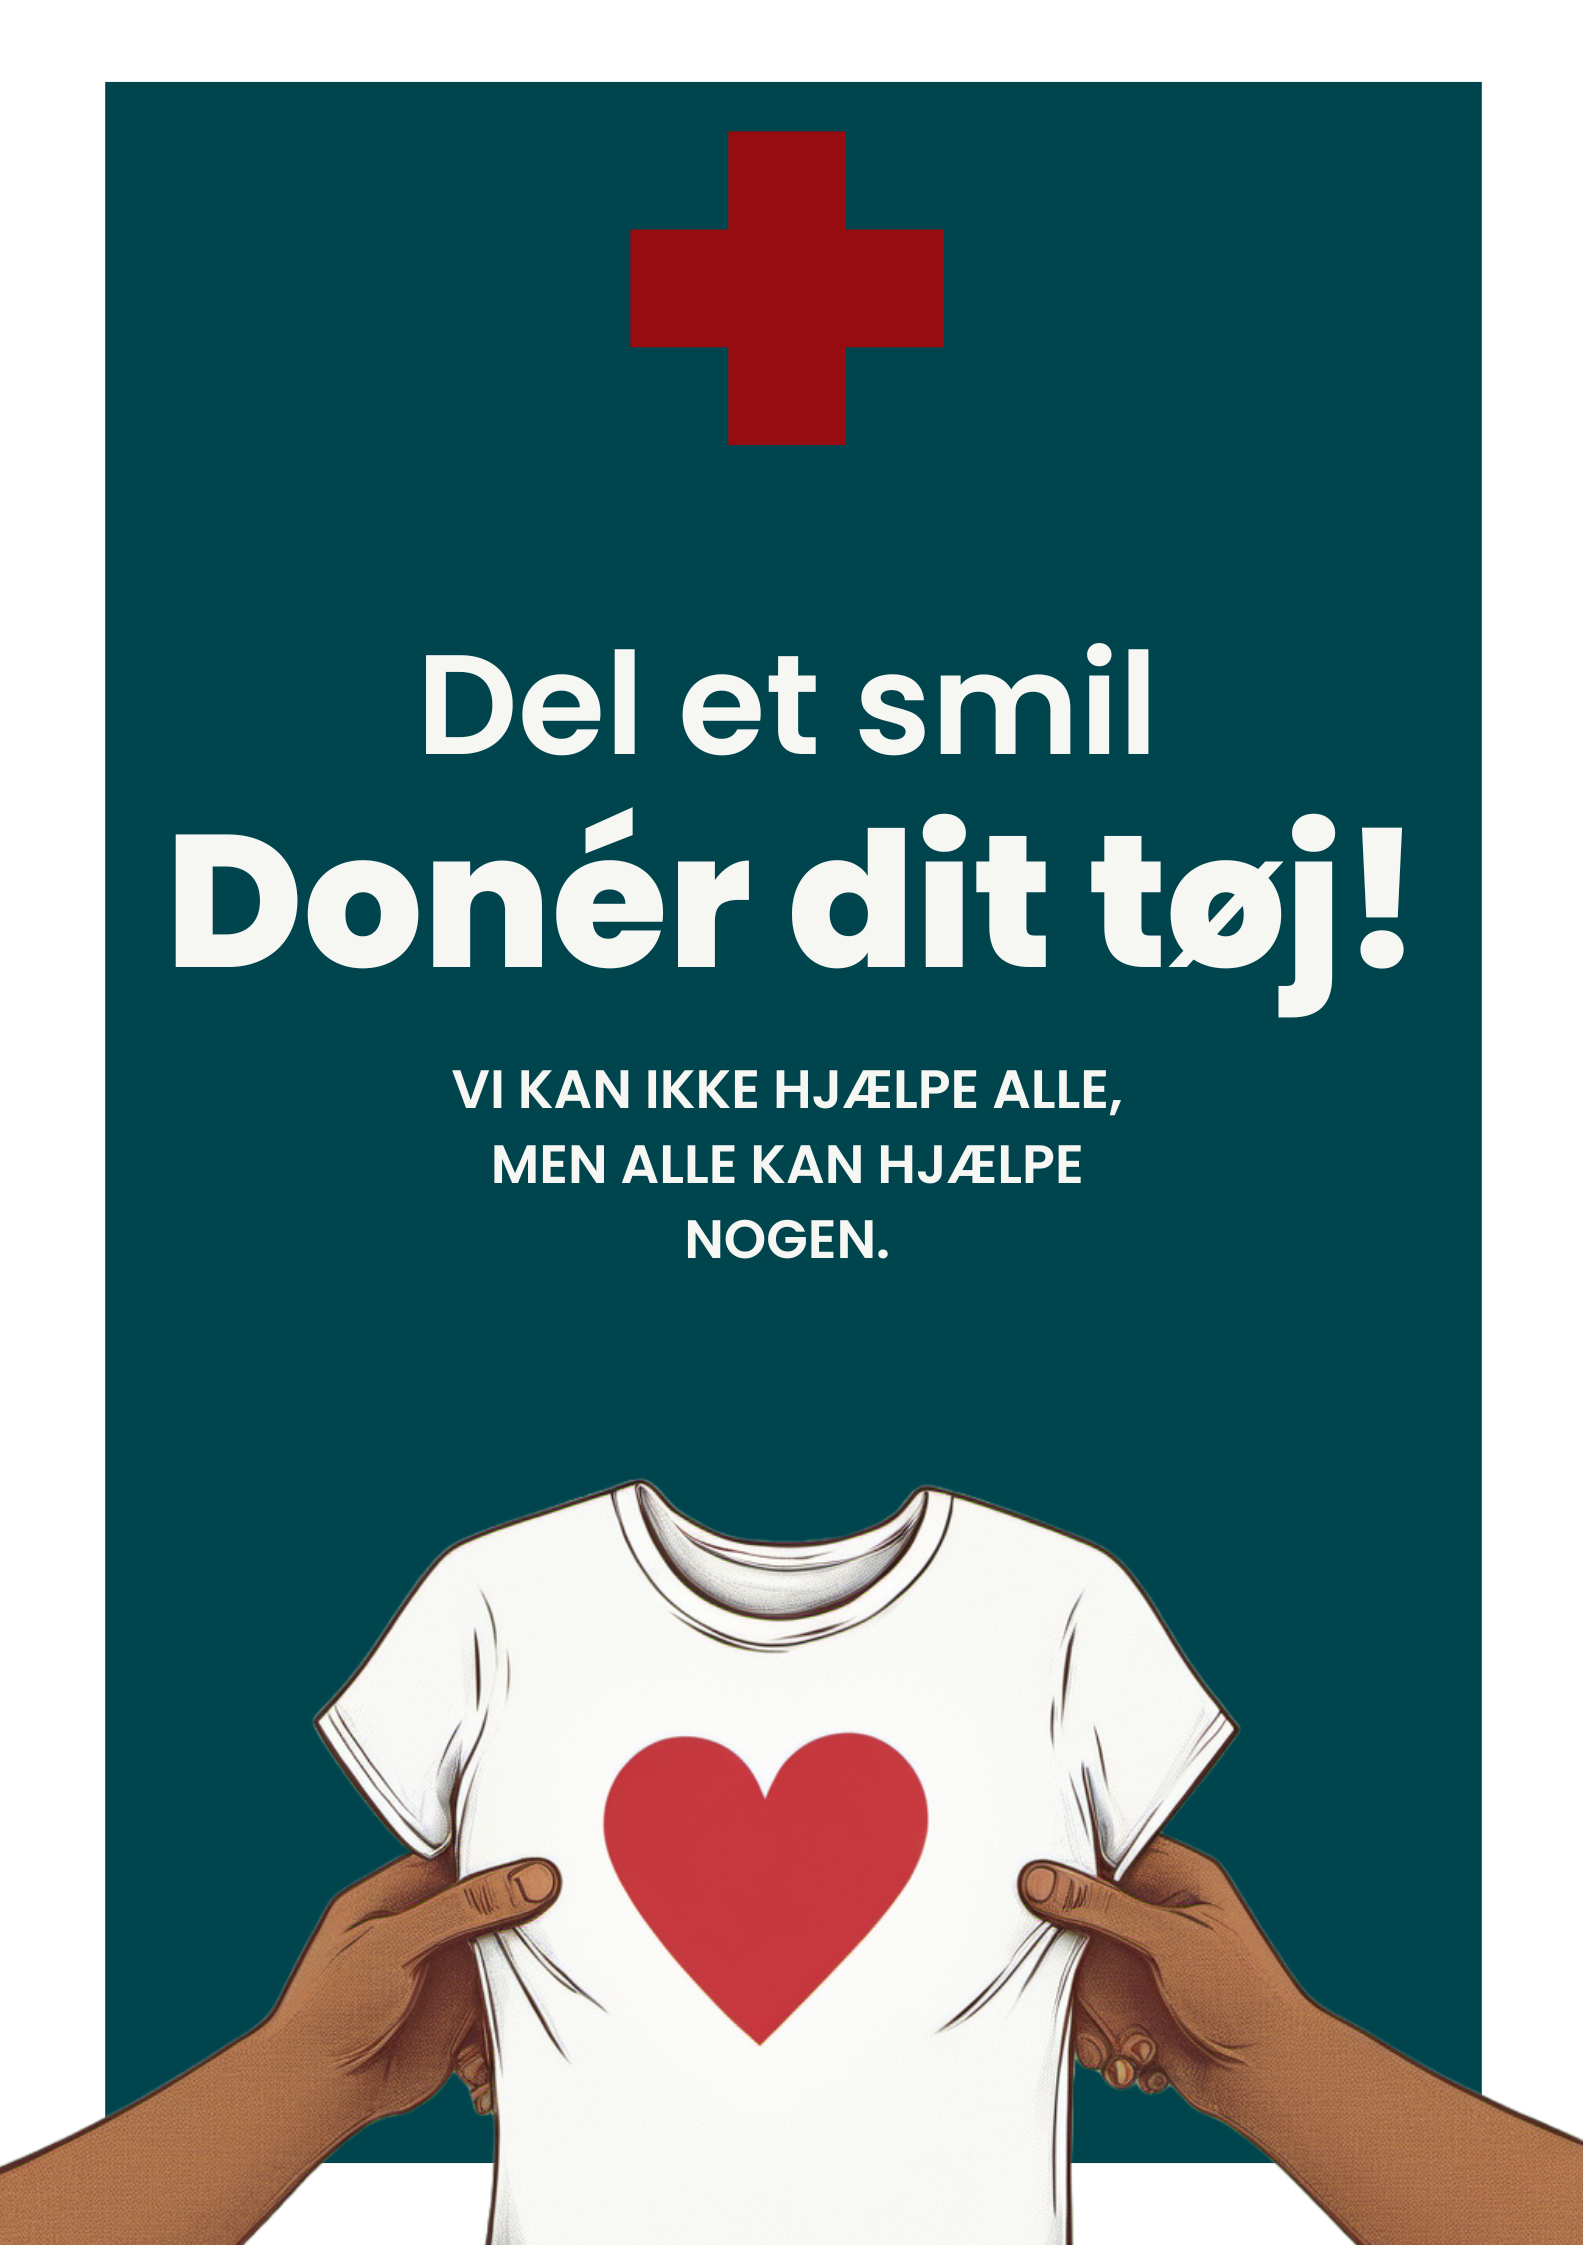 Del et smil
Donér dit tøj!
VI KAN IKKE HJÆLPE ALLE,
MEN ALLE KAN HJÆLPE
NOGEN.